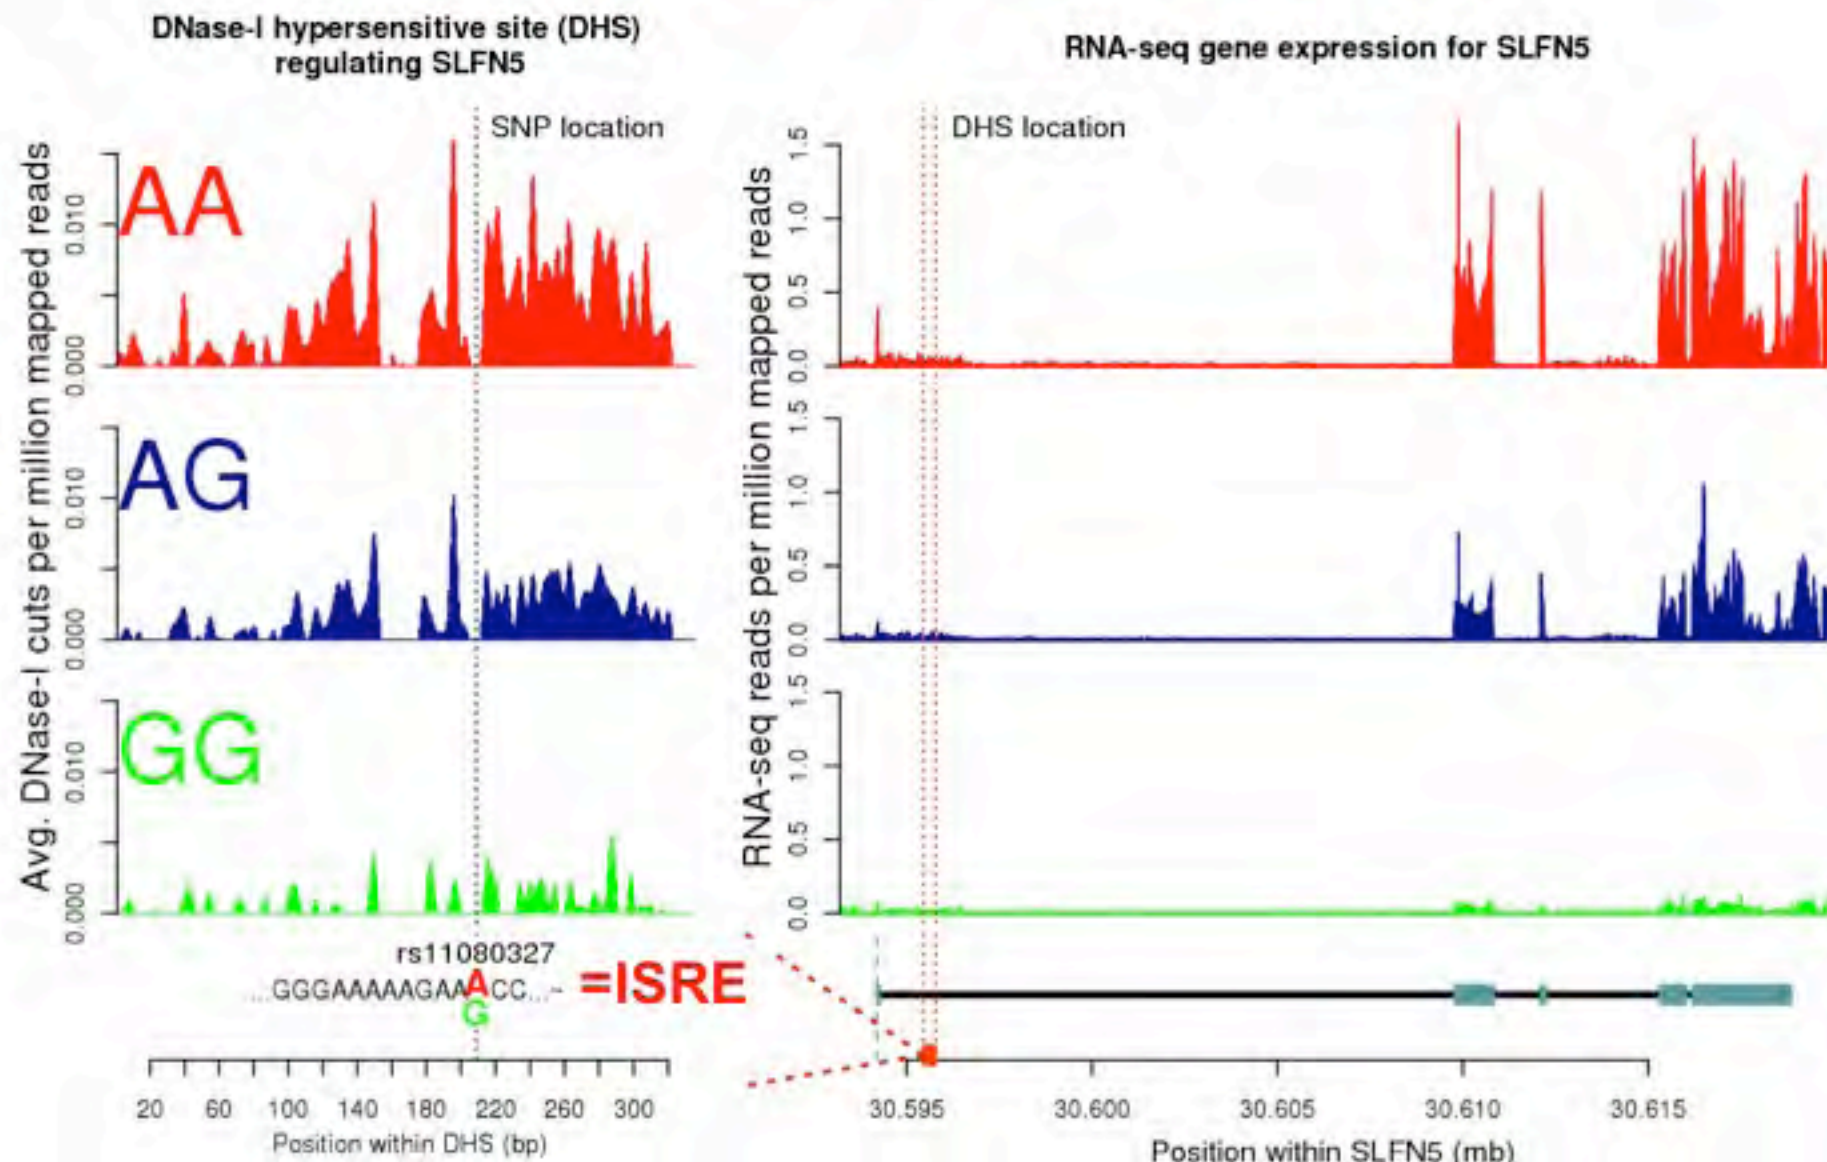 DNase-I hypersensitive site (DHS)
regulating SLFN5
Avg. DNase-I cuts per million mapped reads
SNP location
AA
0.000 0.010
AG
0.000 0.010
GG
0.000 0.010
rs11080327
....GGGAAAAAGAAACC...~
G
=ISRE
20 60 100 140 180 220 260 300
Position within DHS (bp)
RNA-seq gene expression for SLFN5
RNA-seq reads per million mapped reads
DHS location
0.0 0.5 1.0 1.5
0.0 0.5 1.0 1.5
0.0 0.5 1.0 1.5
30.595 30.600 30.605 30.610 30.615
Position within SLFN5 (mb)